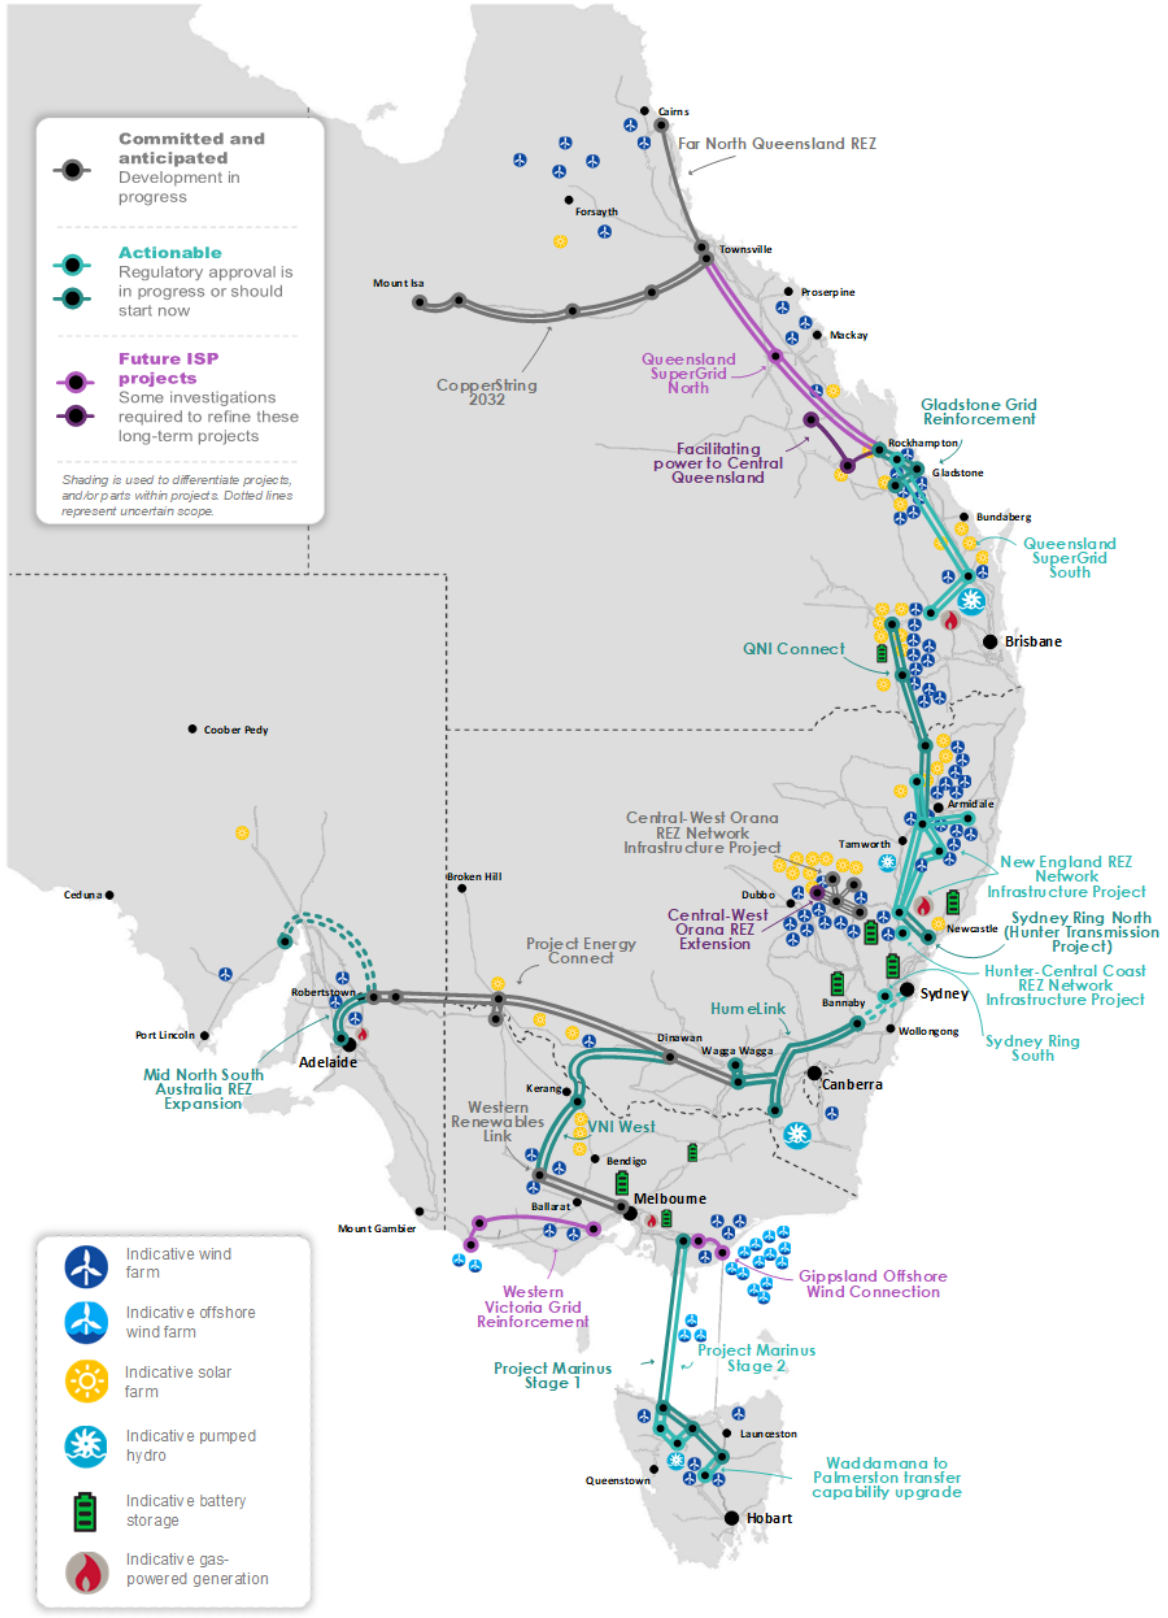 Committed and
anticipated
Development in
progress
Actionable
Regulatory approval is
in progress or should
start now
Future ISP
projects
Some investigations
required to refine these
long-term projects
Shading is used to differentiate projects,
and/or parts within projects. Dotted lines
represent uncertain scope.
Cairns
Far North Queensland REZ
Forsayth
Townsville
Mount Isa
Proserpine
Mackay
CopperString
2032
Queensland
SuperGrid
North
Gladstone Grid
Reinforcement
Rockhampton
Facilitating
power to Central
Queensland
Gladstone
Bundaberg
Queensland
SuperGrid
South
QNI Connect
Brisbane
Coober Pedy
Armidale
Central-West Orana
REZ Network
Infrastructure Project
Tamworth
New England REZ
Network
Infrastructure Project
Broken Hill
Ceduna
Dubbo
Central-West
Orana REZ
Extension
Newcastle
Sydney Ring North
(Hunter Transmission
Project)
Project Energy
Connect
Hunter-Central Coast
REZ Network
Infrastructure Project
Robertstown
HumeLink
Bannaby
Sydney
Wollongong
Sydney Ring
South
Port Lincoln
Adelaide
Dinawan
Wagga Wagga
Mid North South
Australia REZ
Expansion
Kerang
Canberra
Western
Renewables
Link
VNI West
Bendigo
Ballarat
Melbourne
Mount Gambier
Western
Victoria Grid
Reinforcement
Gippsland Offshore
Wind Connection
Project Marinus
Stage 1
Project Marinus
Stage 2
Launceston
Queenstown
Waddamana to
Palmerston transfer
capability upgrade
Hobart
Indicative wind
farm
Indicative offshore
wind farm
Indicative solar
farm
Indicative pumped
hydro
Indicative battery
storage
Indicative gas-
powered generation